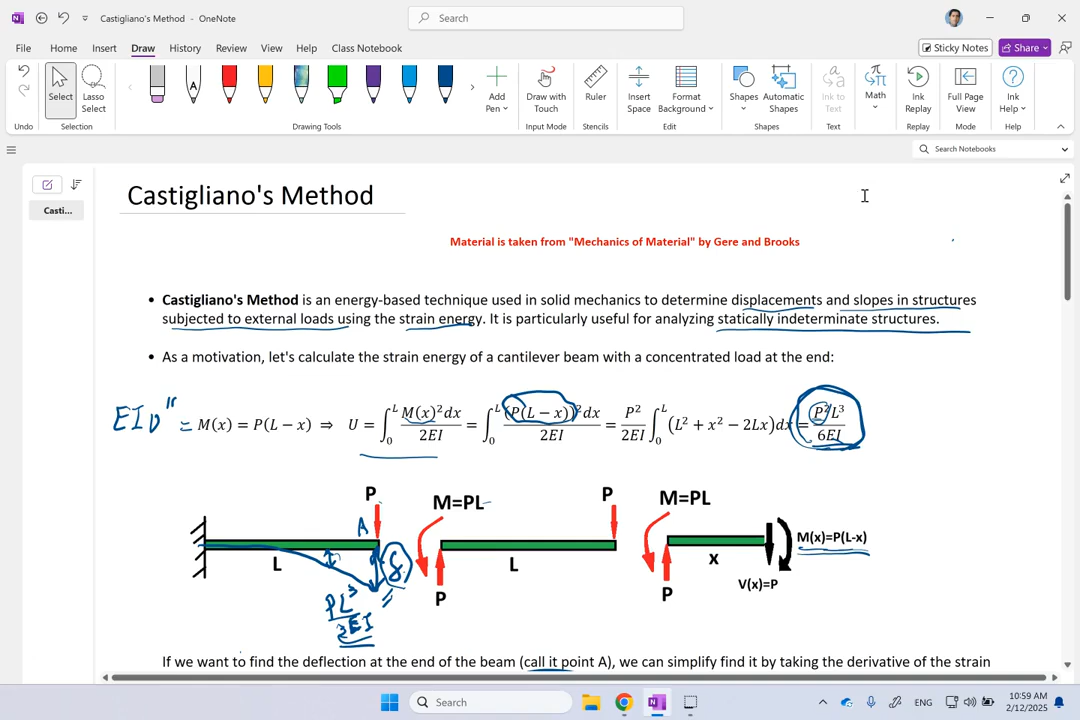 Castigliano's Method - OneNote
Search
File Home Insert Draw History Review View Help Class Notebook
Sticky Notes Share
Select
Lasso Select
Add Pen
Draw with Touch
Ruler
Insert Space
Format Background
Shapes
Automatic Shapes
Ink to Text
Math
Ink Replay
Full Page View
Ink Help
Undo Selection Drawing Tools Input Mode Stencils Edit Shapes Text Replay Mode Help
Search Notebooks
Casti...
Castigliano's Method
Material is taken from "Mechanics of Material" by Gere and Brooks
• Castigliano's Method is an energy-based technique used in solid mechanics to determine displacements and slopes in structures
subjected to external loads using the strain energy. It is particularly useful for analyzing statically indeterminate structures.
• As a motivation, let's calculate the strain energy of a cantilever beam with a concentrated load at the end:
EIv'' = M(x) = P(L − x) ⇒ U = ∫₀ᴸ M(x)²dx/2EI = ∫₀ᴸ (P(L − x))²dx/2EI = P²/2EI ∫₀ᴸ (L² + x² − 2Lx)dx = P²L³/6EI
P M=PL P M=PL
A M(x)=P(L-x)
L L x
δ V(x)=P
P P
PL³/3EI
If we want to find the deflection at the end of the beam (call it point A), we can simplify find it by taking the derivative of the strain
Search
ENG
10:59 AM
2/12/2025